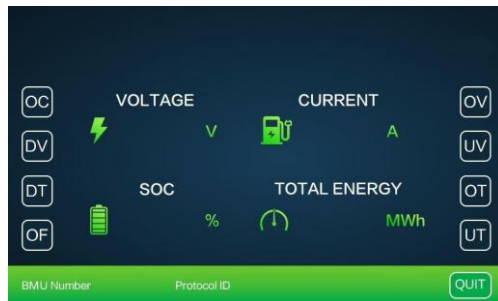 OC
VOLTAGE
CURRENT
OV
DV
V
A
UV
DT
SOC
TOTAL ENERGY
OT
OF
%
MWh
UT
BMU Number
Protocol ID
QUIT